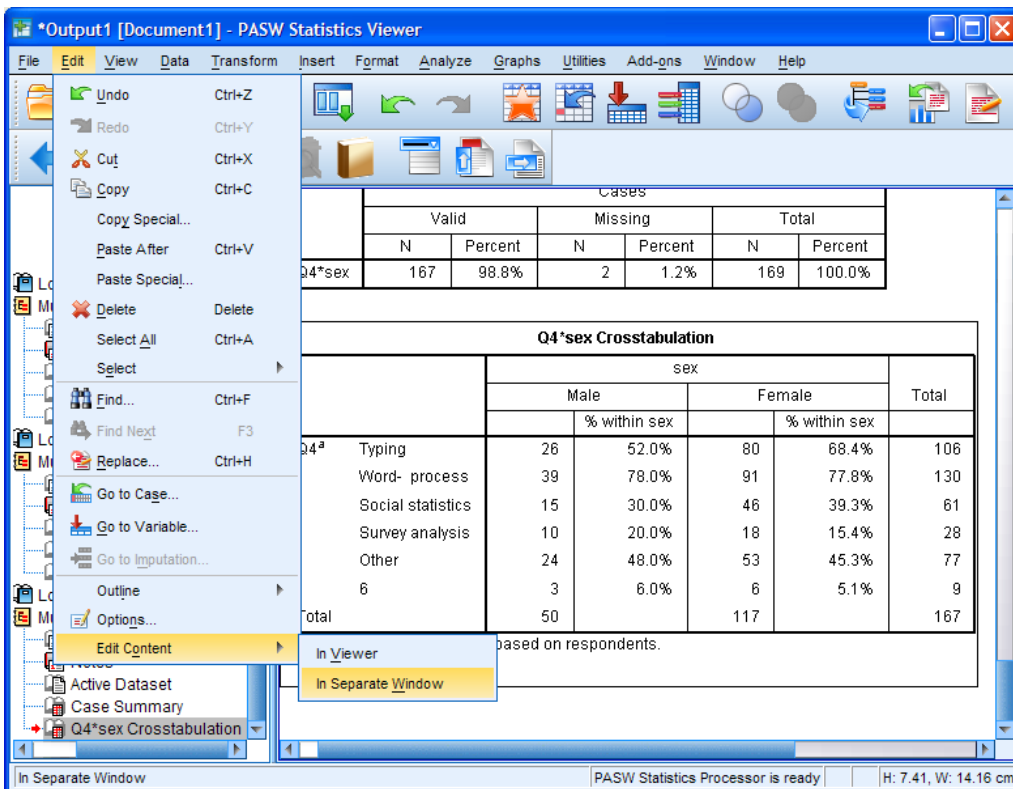 *Output1 [Document1] - PASW Statistics Viewer
File Edit View Data Transform Insert Format Analyze Graphs Utilities Add-ons Window Help
Undo Ctrl+Z
Redo Ctrl+Y
Cut Ctrl+X
Copy Ctrl+C
Copy Special...
Paste After Ctrl+V
Paste Special...
Delete Delete
Select All Ctrl+A
Select
Find... Ctrl+F
Find Next F3
Replace... Ctrl+H
Go to Case...
Go to Variable...
Go to Imputation...
Outline
Options...
Edit Content
In Viewer
In Separate Window
Notes
Active Dataset
Case Summary
Q4*sex Crosstabulation
Cases
Valid Missing Total
N Percent N Percent N Percent
Q4*sex 167 98.8% 2 1.2% 169 100.0%
Q4*sex Crosstabulation
sex
Male Female Total
% within sex % within sex
Q4a Typing 26 52.0% 80 68.4% 106
Word- process 39 78.0% 91 77.8% 130
Social statistics 15 30.0% 46 39.3% 61
Survey analysis 10 20.0% 18 15.4% 28
Other 24 48.0% 53 45.3% 77
6 3 6.0% 6 5.1% 9
Total 50 117 167
based on respondents.
In Separate Window
PASW Statistics Processor is ready
H: 7.41, W: 14.16 cm